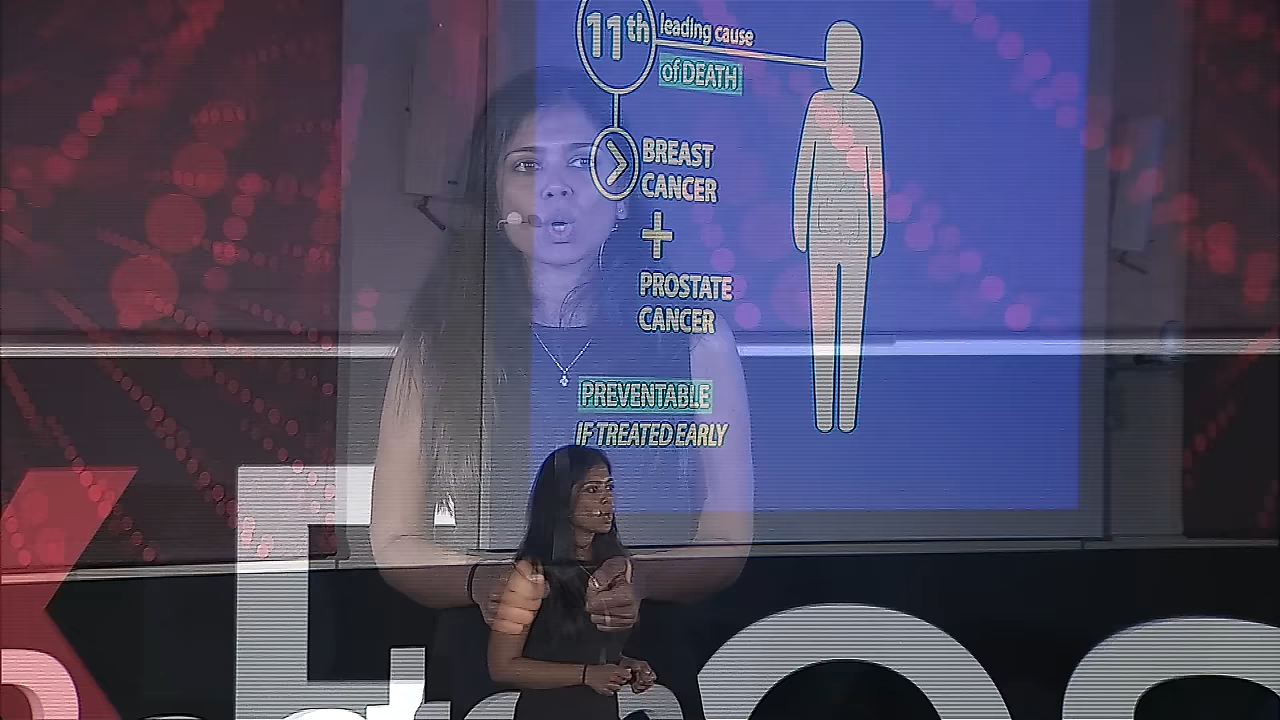 11th
leading cause
of DEATH
BREAST
CANCER
+
PROSTATE
CANCER
PREVENTABLE
IF TREATED EARLY